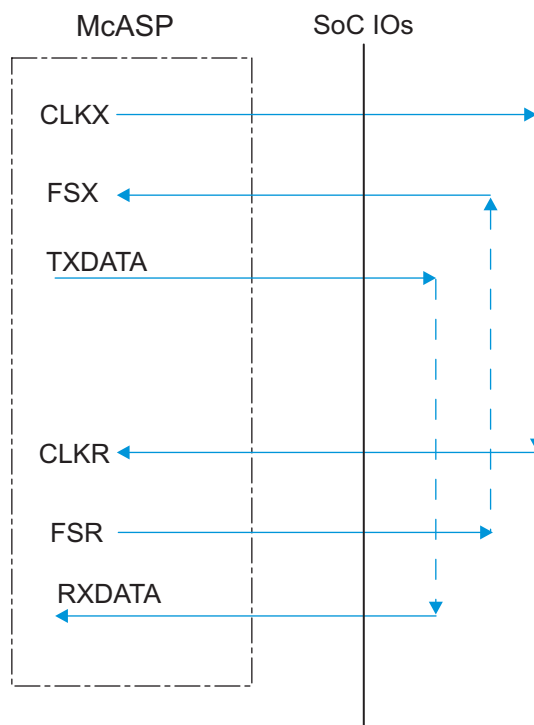 McASP
SoC IOs
CLKX
FSX
TXDATA
CLKR
FSR
RXDATA